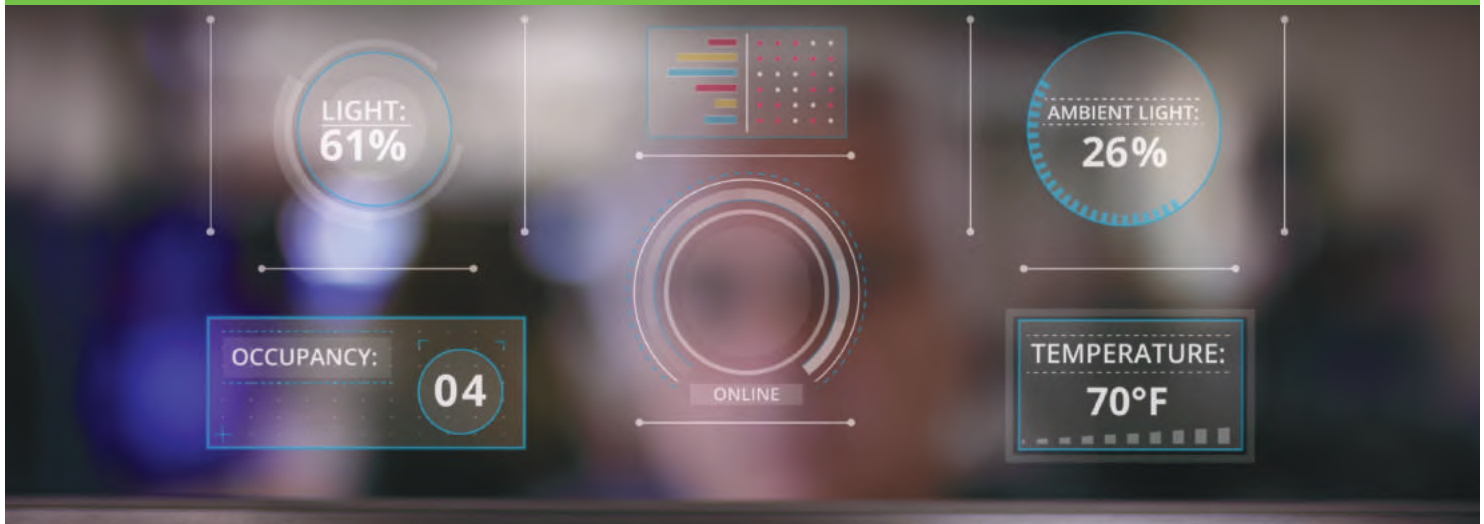 LIGHT:
61%
AMBIENT LIGHT:
26%
OCCUPANCY:
04
ONLINE
TEMPERATURE:
70°F